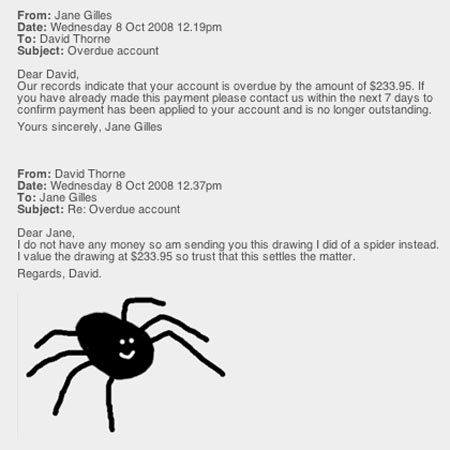 From: Jane Gilles
Date: Wednesday 8 Oct 2008 12.19pm
To: David Thorne
Subject: Overdue account
Dear David,
Our records indicate that your account is overdue by the amount of $233.95. If
you have already made this payment please contact us within the next 7 days to
confirm payment has been applied to your account and is no longer outstanding.
Yours sincerely, Jane Gilles
From: David Thorne
Date: Wednesday 8 Oct 2008 12.37pm
To: Jane Gilles
Subject: Re: Overdue account
Dear Jane,
I do not have any money so am sending you this drawing I did of a spider instead.
I value the drawing at $233.95 so trust that this settles the matter.
Regards, David.